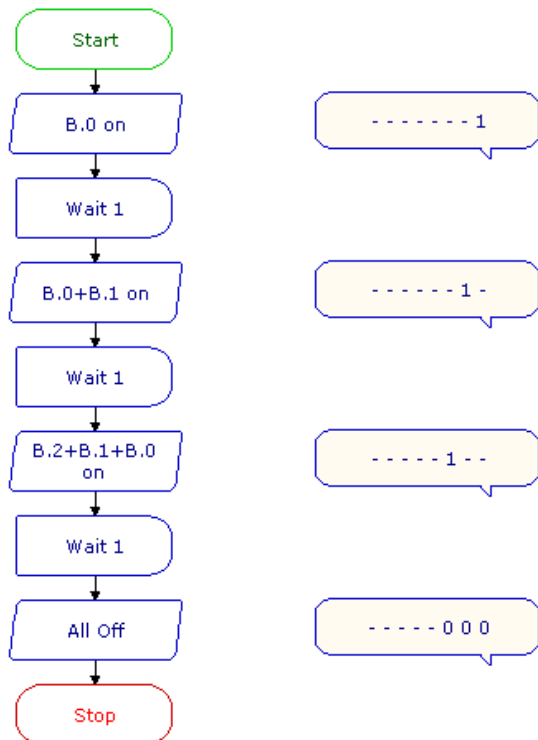 Start
B.0 on
- - - - - - - 1
Wait 1
B.0+B.1 on
- - - - - - 1 -
Wait 1
B.2+B.1+B.0
on
- - - - - 1 - -
Wait 1
All Off
- - - - - 0 0 0
Stop